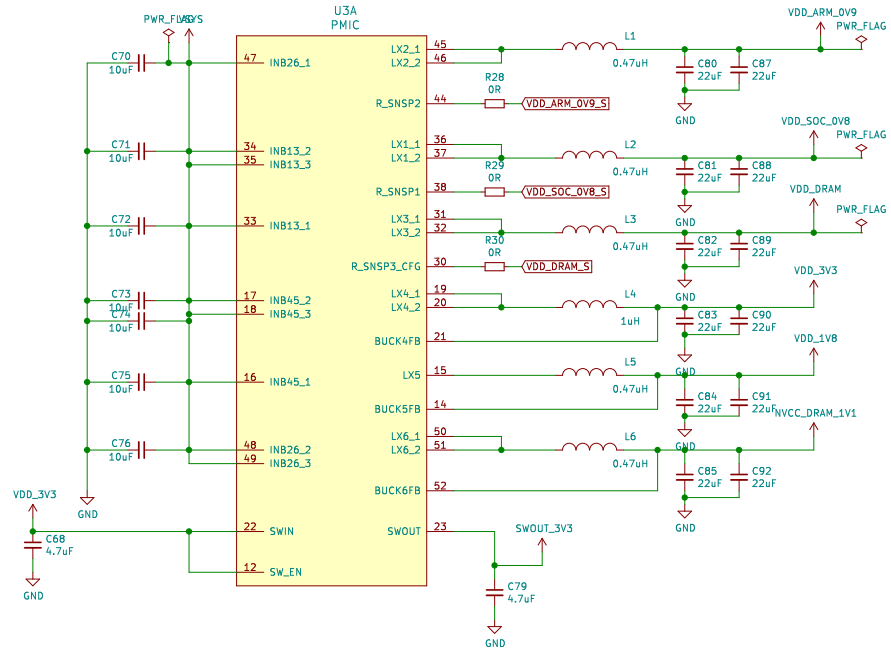 U3A
PMIC
PWR_FLAG
VSYS
C70
10uF
47
INB26_1
C71
10uF
34
INB13_2
35
INB13_3
C72
10uF
33
INB13_1
C73
10uF
17
INB45_2
C74
10uF
18
INB45_3
C75
10uF
16
INB45_1
C76
10uF
48
INB26_2
49
INB26_3
GND
VDD_3V3
22
SWIN
C68
4.7uF
GND
12
SW_EN
LX2_1
45
LX2_2
46
L1
0.47uH
C80
22uF
C87
22uF
GND
VDD_ARM_0V9
PWR_FLAG
R_SNSP2
44
R28
0R
VDD_ARM_0V9_S
LX1_1
36
LX1_2
37
L2
0.47uH
C81
22uF
C88
22uF
GND
VDD_SOC_0V8
PWR_FLAG
R_SNSP1
38
R29
0R
VDD_SOC_0V8_S
LX3_1
31
LX3_2
32
L3
0.47uH
C82
22uF
C89
22uF
GND
VDD_DRAM
PWR_FLAG
R_SNSP3_CFG
30
R30
0R
VDD_DRAM_S
LX4_1
19
LX4_2
20
L4
1uH
C83
22uF
C90
22uF
GND
VDD_3V3
BUCK4FB
21
LX5
15
L5
0.47uH
C84
22uF
C91
22uF
GND
VDD_1V8
BUCK5FB
14
LX6_1
50
LX6_2
51
L6
0.47uH
C85
22uF
C92
22uF
GND
NVCC_DRAM_1V1
BUCK6FB
52
SWOUT
23
SWOUT_3V3
C79
4.7uF
GND